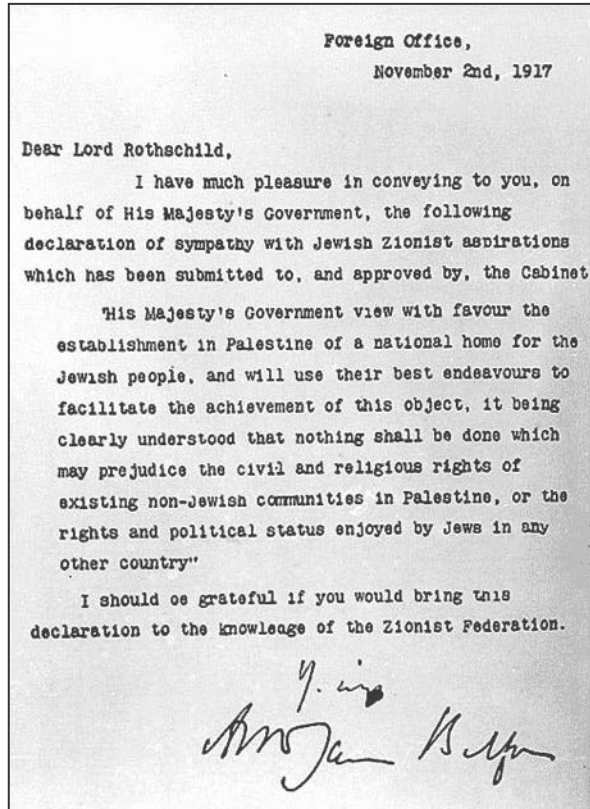 Foreign Office,
November 2nd, 1917
Dear Lord Rothschild,
I have much pleasure in conveying to you, on
behalf of His Majesty's Government, the following
declaration of sympathy with Jewish Zionist aspirations
which has been submitted to, and approved by, the Cabinet
"His Majesty's Government view with favour the
establishment in Palestine of a national home for the
Jewish people, and will use their best endeavours to
facilitate the achievement of this object, it being
clearly understood that nothing shall be done which
may prejudice the civil and religious rights of
existing non-Jewish communities in Palestine, or the
rights and political status enjoyed by Jews in any
other country"
I should be grateful if you would bring this
declaration to the knowledge of the Zionist Federation.